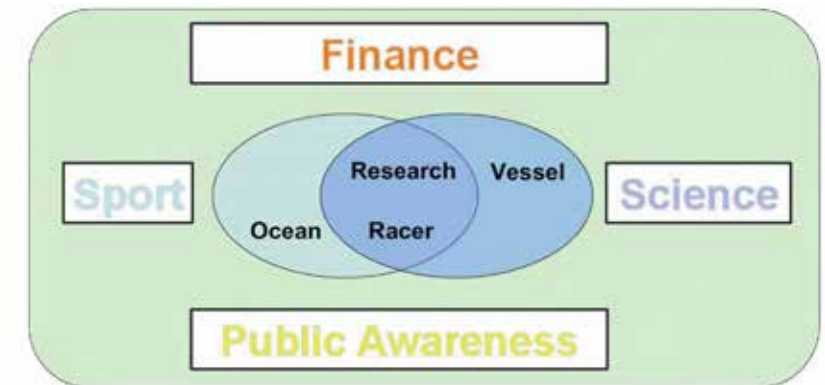 Finance
Sport
Research Vessel
Ocean Racer
Science
Public Awareness